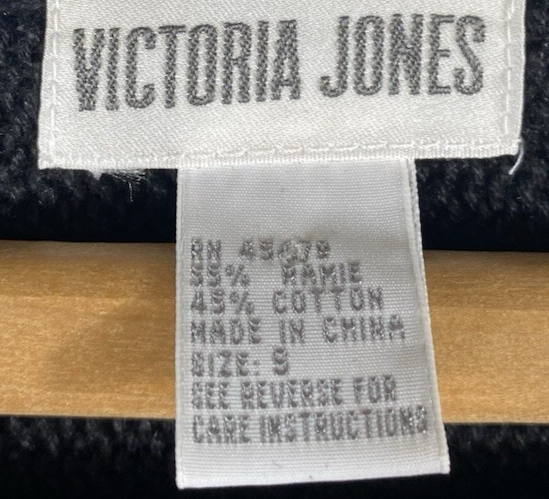 VICTORIA JONES
RN
55% RAMIE
45% COTTON
MADE IN CHINA
SIZE: S
SEE REVERSE FOR
CARE INSTRUCTIONS